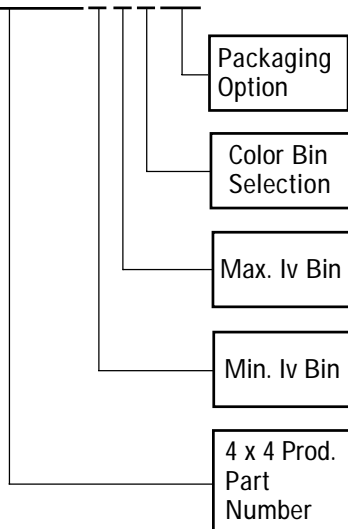 Packaging
Option
Color Bin
Selection
Max. Iv Bin
Min. Iv Bin
4 x 4 Prod.
Part
Number